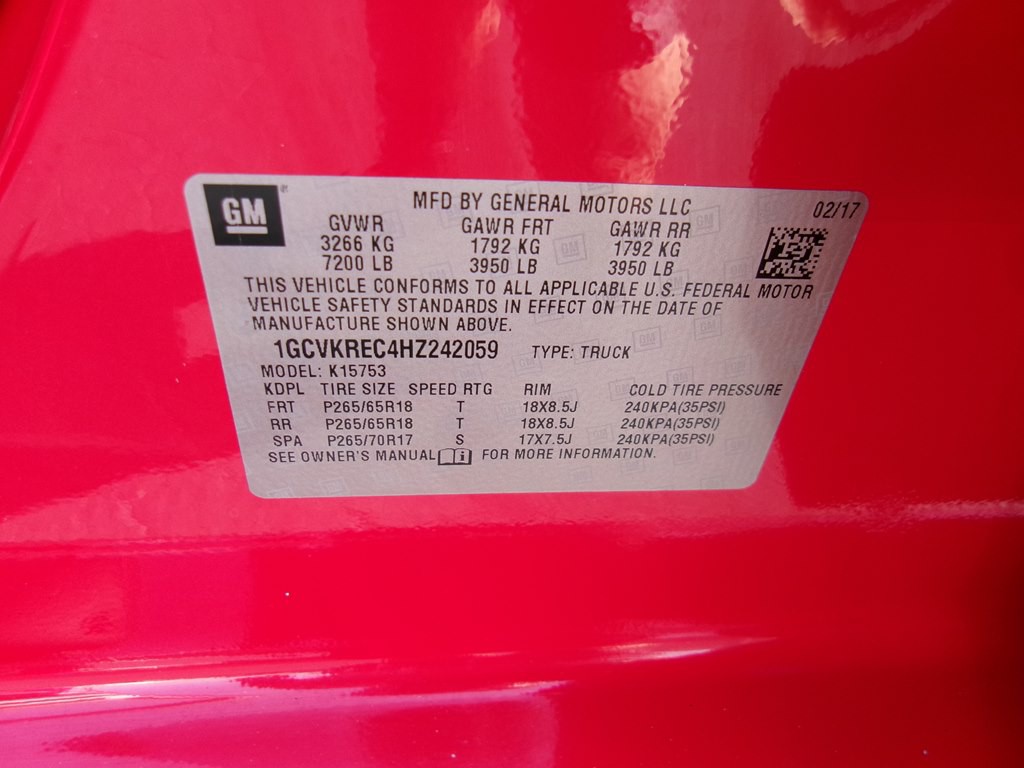 GM
MFD BY GENERAL MOTORS LLC 02/17
GVWR GAWR FRT GAWR RR
3266 KG 1792 KG 1792 KG
7200 LB 3950 LB 3950 LB
THIS VEHICLE CONFORMS TO ALL APPLICABLE U.S. FEDERAL MOTOR
VEHICLE SAFETY STANDARDS IN EFFECT ON THE DATE OF
MANUFACTURE SHOWN ABOVE.
1GCVKREC4HZ242059 TYPE: TRUCK
MODEL: K15753
KDPL TIRE SIZE SPEED RTG RIM COLD TIRE PRESSURE
FRT P265/65R18 T 18X8.5J 240KPA(35PSI)
RR P265/65R18 T 18X8.5J 240KPA(35PSI)
SPA P265/70R17 S 17X7.5J 240KPA(35PSI)
SEE OWNER'S MANUAL FOR MORE INFORMATION.